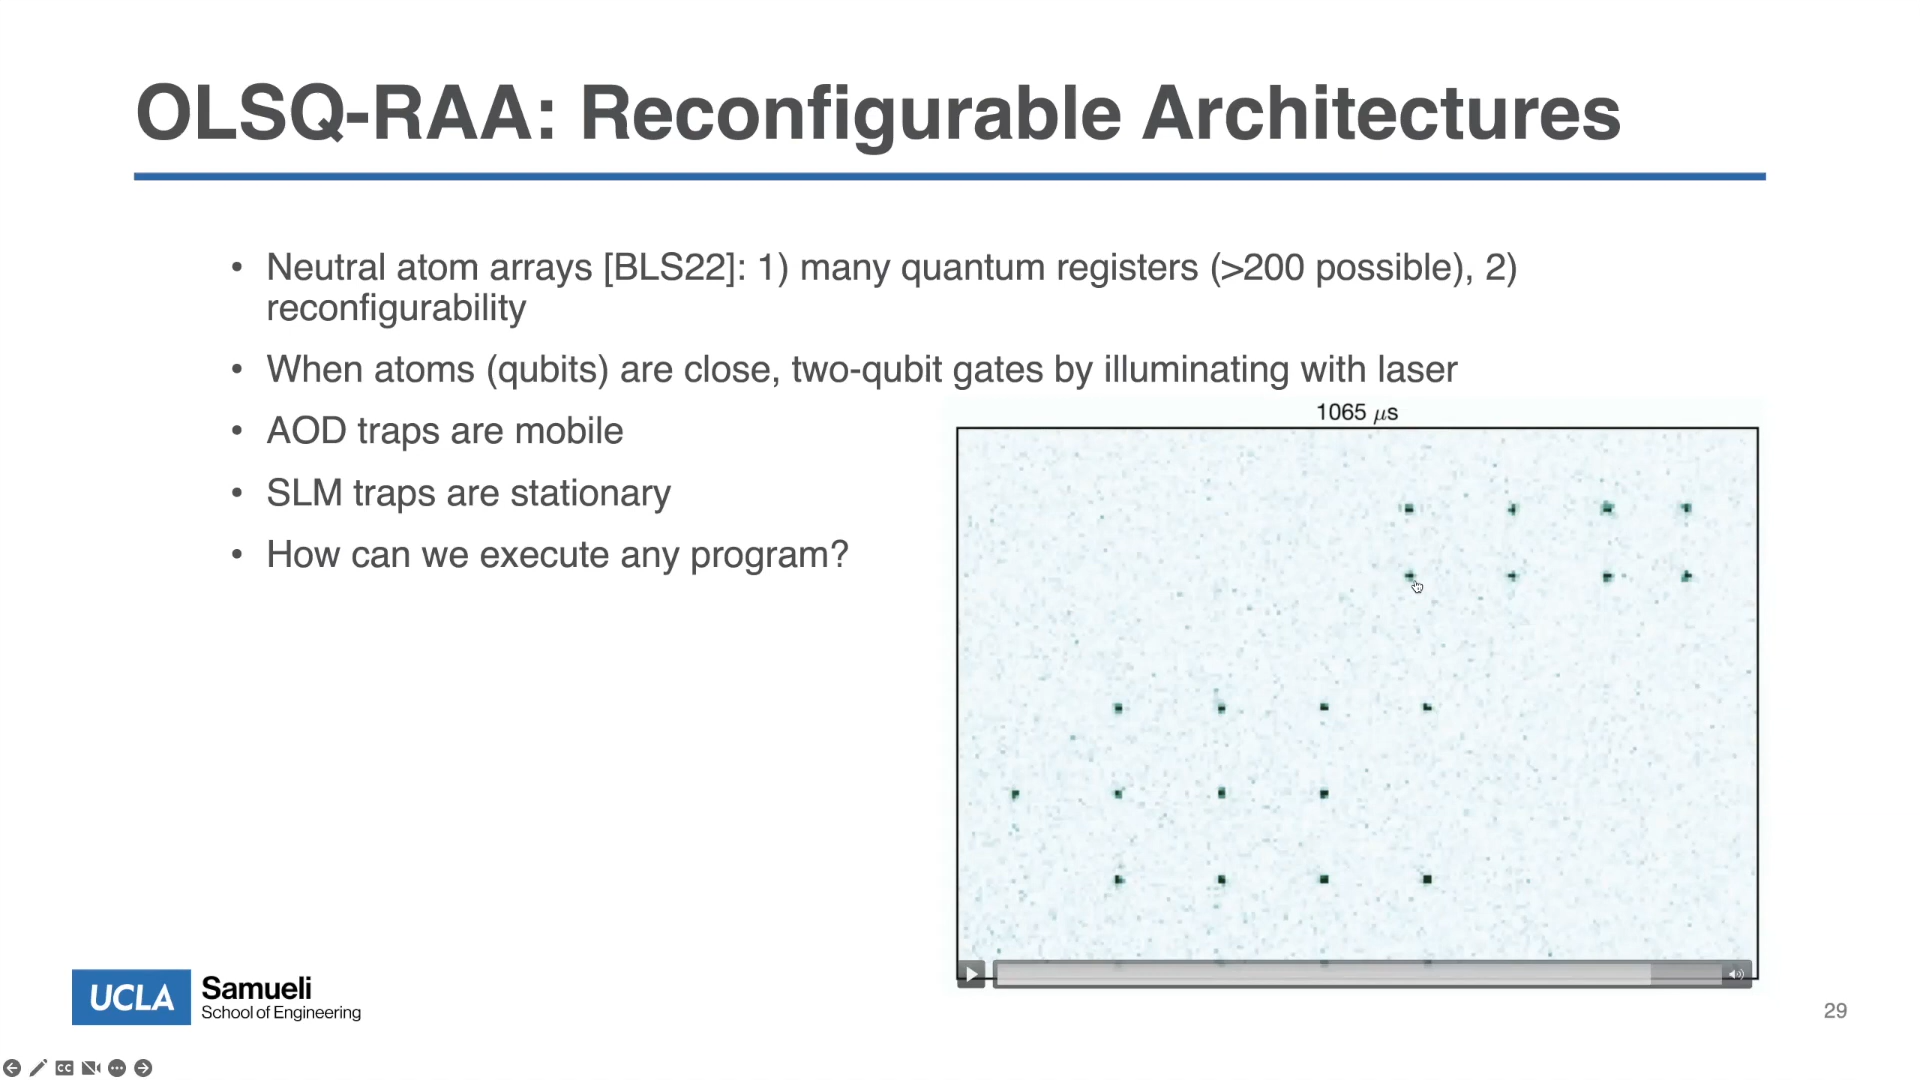 OLSQ-RAA: Reconfigurable Architectures
• Neutral atom arrays [BLS22]: 1) many quantum registers (>200 possible), 2)
reconfigurability
• When atoms (qubits) are close, two-qubit gates by illuminating with laser
• AOD traps are mobile
• SLM traps are stationary
• How can we execute any program?
1065 μs
UCLA
Samueli
School of Engineering
29
CC